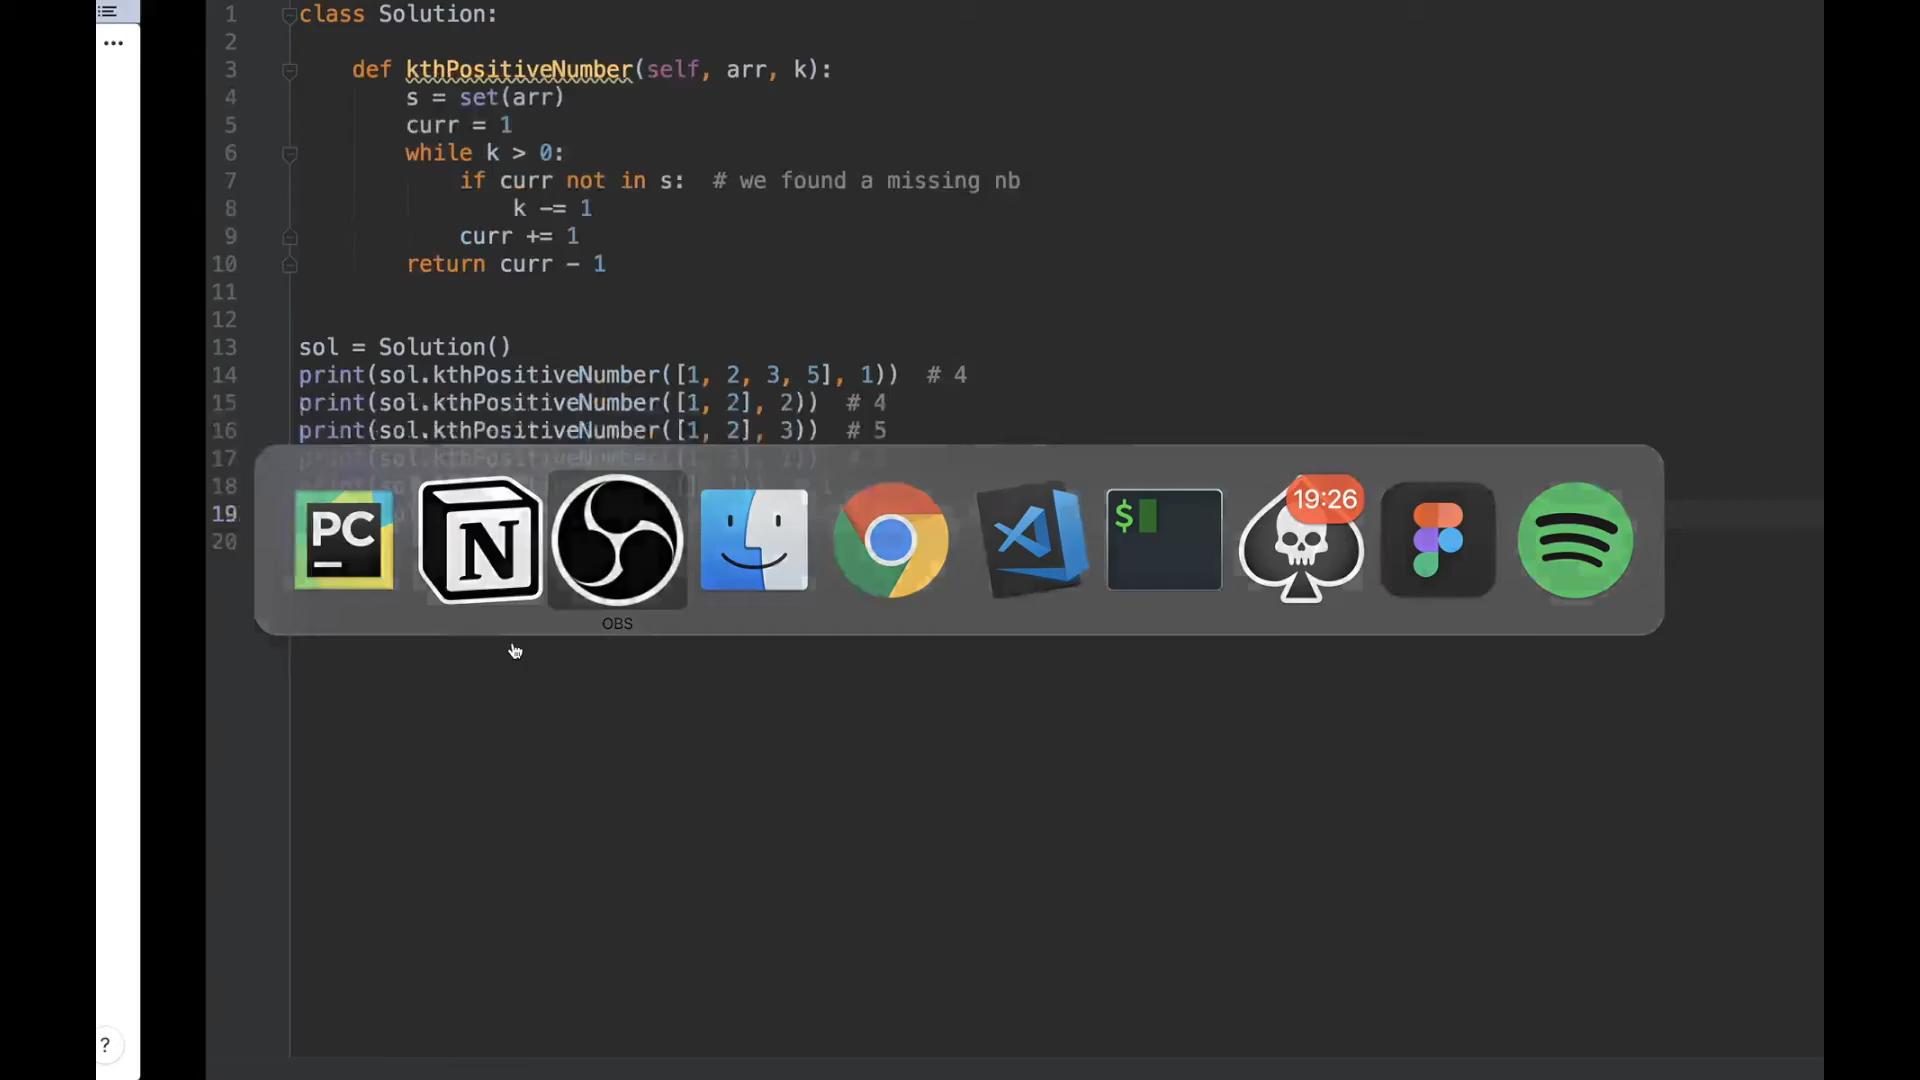 1 class Solution:
2
3 def kthPositiveNumber(self, arr, k):
4 s = set(arr)
5 curr = 1
6 while k > 0:
7 if curr not in s: # we found a missing nb
8 k -= 1
9 curr += 1
10 return curr - 1
11
12
13 sol = Solution()
14 print(sol.kthPositiveNumber([1, 2, 3, 5], 1)) # 4
15 print(sol.kthPositiveNumber([1, 2], 2)) # 4
16 print(sol.kthPositiveNumber([1, 2], 3)) # 5
17 print(sol.kthPositiveNumber(
18
19
20
PC
N
$
19:26
OBS
?